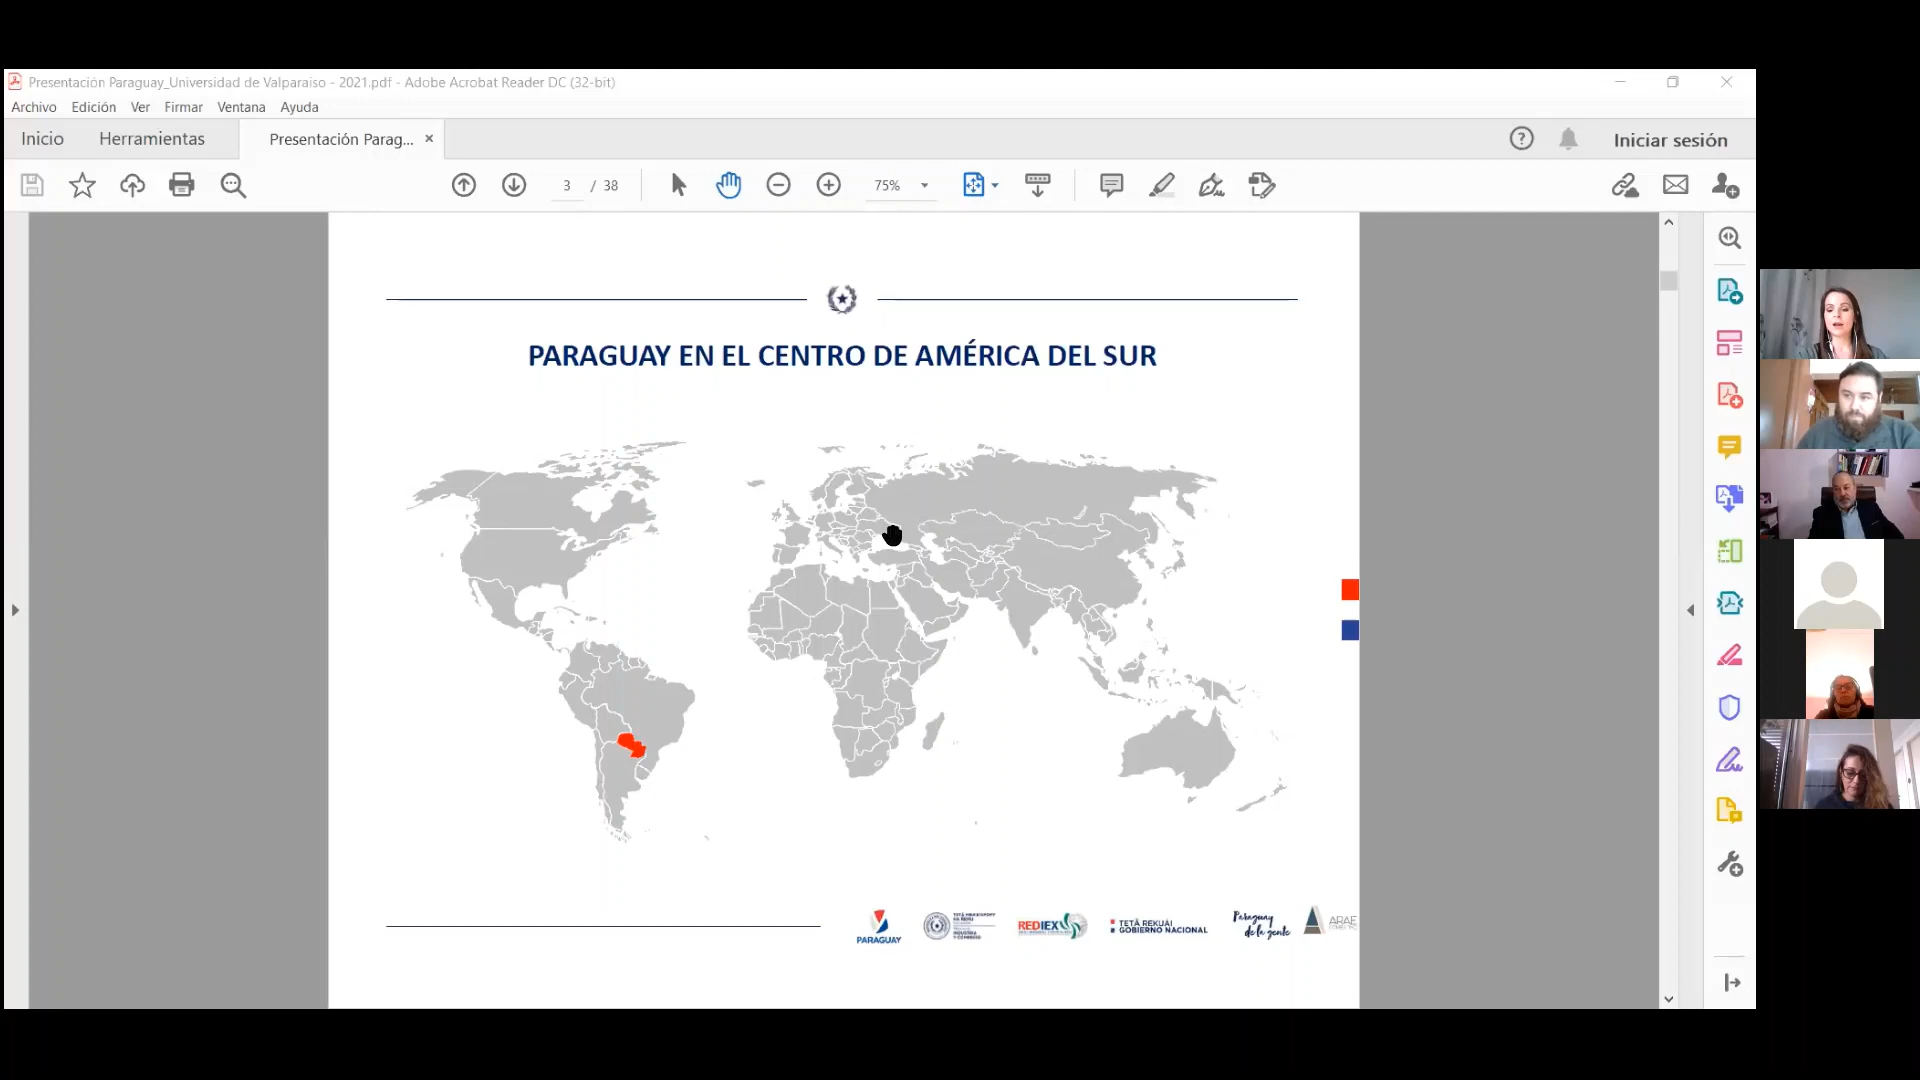 Presentación Paraguay_Universidad de Valparaiso - 2021.pdf - Adobe Acrobat Reader DC (32-bit)
Archivo Edición Ver Firmar Ventana Ayuda
Inicio Herramientas Presentación Parag... × Iniciar sesión
3 / 38 75%
PARAGUAY EN EL CENTRO DE AMÉRICA DEL SUR
PARAGUAY
REDIEX
TETÃ REKUÁI
GOBIERNO NACIONAL
Paraguay
de la gente